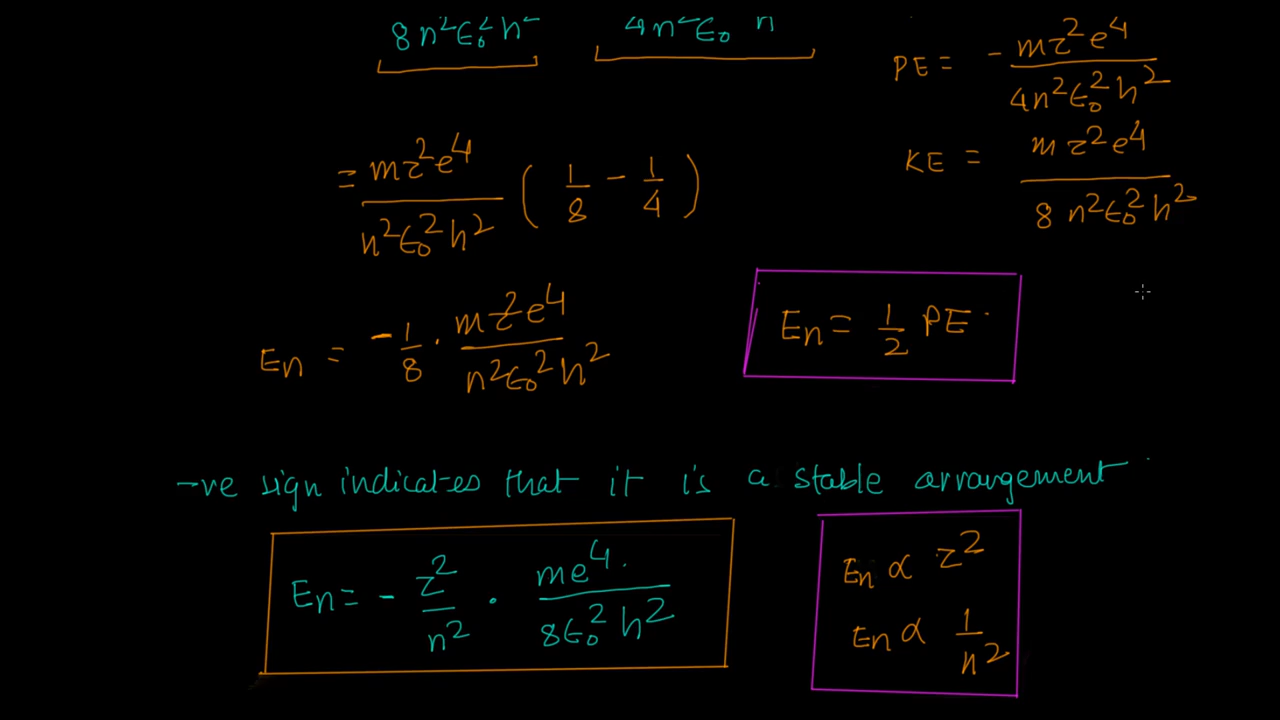 8n²ε₀²h² 4n²ε₀ h
PE = - mz²e⁴ / 4n²ε₀²h²
KE = mz²e⁴ / 8n²ε₀²h²
= mz²e⁴ / n²ε₀²h² ( 1/8 - 1/4 )
En = -1/8 . mz²e⁴ / n²ε₀²h²
En = 1/2 PE
-ve sign indicates that it is a stable arrangement
En = - z²/n² . me⁴ / 8ε₀²h²
En ∝ z²
En ∝ 1/n²